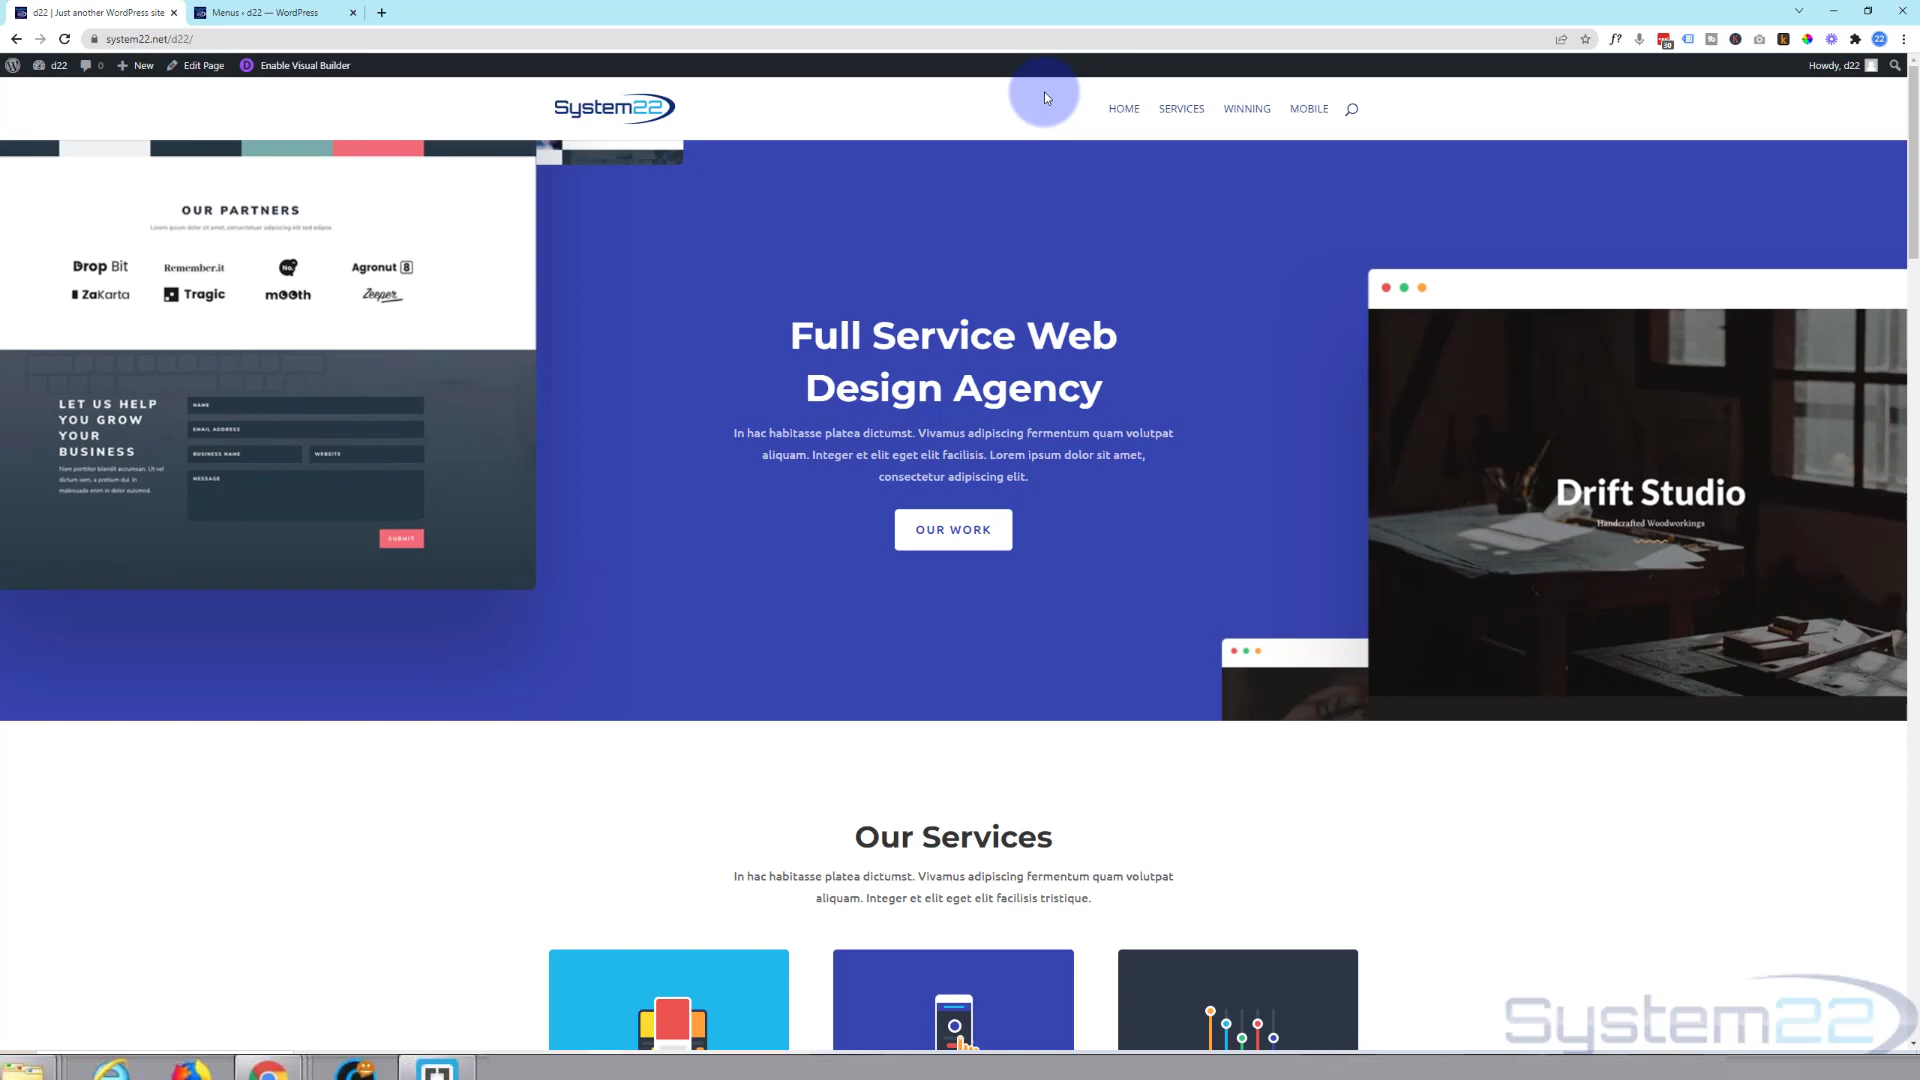 d22 | Just another WordPress site
Menus ‹ d22 — WordPress
system22.net/d22/
d22
0
New
Edit Page
Enable Visual Builder
Howdy, d22
System22
HOME
SERVICES
WINNING
MOBILE
OUR PARTNERS
Lorem ipsum dolor sit amet, consectetuer adipiscing elit sed edipse.
Drop Bit
Remember.it
No.
Agronut 8
ZaKarta
Tragic
mooth
Zeeper
LET US HELP
YOU GROW
YOUR
BUSINESS
Nam porttitor blandit accumsan. Ut vel
dictum sem, a pretium dui. In
malesuada enim in dolor euismod.
NAME
EMAIL ADDRESS
BUSINESS NAME
WEBSITE
MESSAGE
SUBMIT
Full Service Web
Design Agency
In hac habitasse platea dictumst. Vivamus adipiscing fermentum quam volutpat
aliquam. Integer et elit eget elit facilisis. Lorem ipsum dolor sit amet,
consectetur adipiscing elit.
OUR WORK
Drift Studio
Handcrafted Woodworkings
Our Services
In hac habitasse platea dictumst. Vivamus adipiscing fermentum quam volutpat
aliquam. Integer et elit eget elit facilisis tristique.
System22